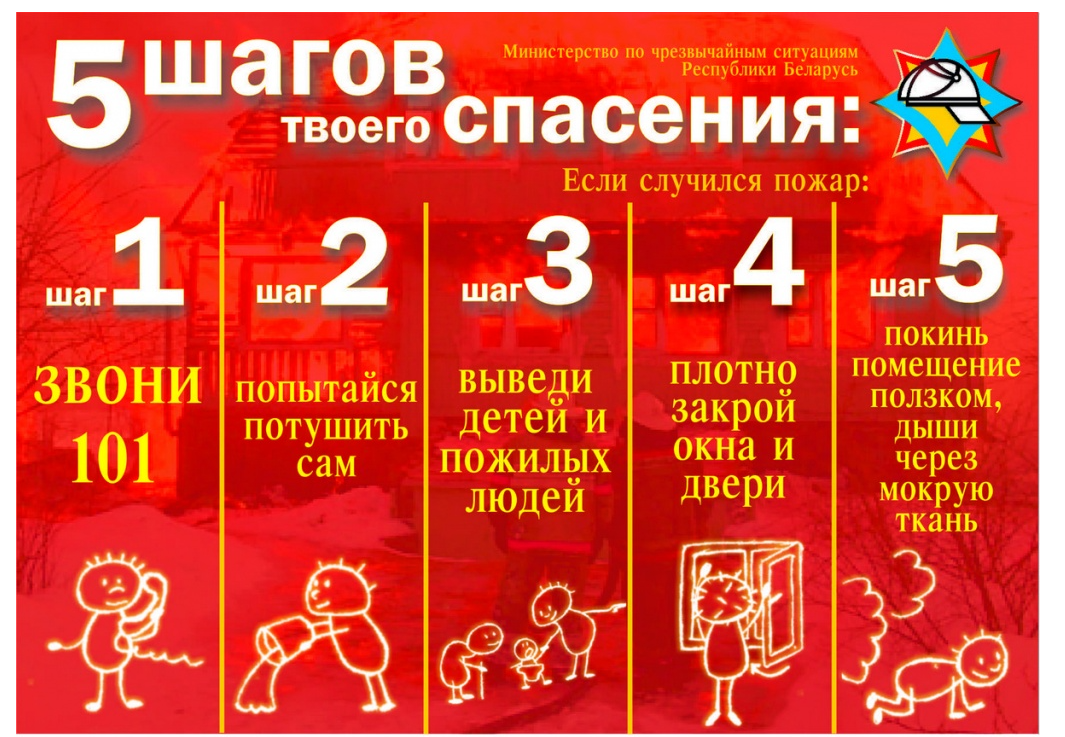 5 шагов
твоего спасения:
Министерство по чрезвычайным ситуациям
Республики Беларусь
Если случился пожар:
шаг 1
ЗВОНИ
101
шаг 2
попытайся
потушить
сам
шаг 3
выведи
детей и
пожилых
людей
шаг 4
плотно
закрой
окна и
двери
шаг 5
покинь
помещение
ползком,
дыши
через
мокрую
ткань